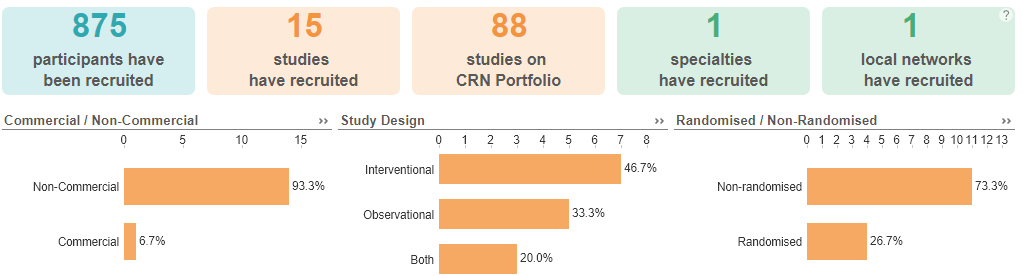 875
participants have
been recruited
15
studies
have recruited
88
studies on
CRN Portfolio
1
specialties
have recruited
1
local networks
have recruited
?
Commercial / Non-Commercial ››
0 5 10 15
Non-Commercial 93.3%
Commercial 6.7%
Study Design ››
0 1 2 3 4 5 6 7 8
Interventional 46.7%
Observational 33.3%
Both 20.0%
Randomised / Non-Randomised ››
0 1 2 3 4 5 6 7 8 9 10 11 12 13
Non-randomised 73.3%
Randomised 26.7%